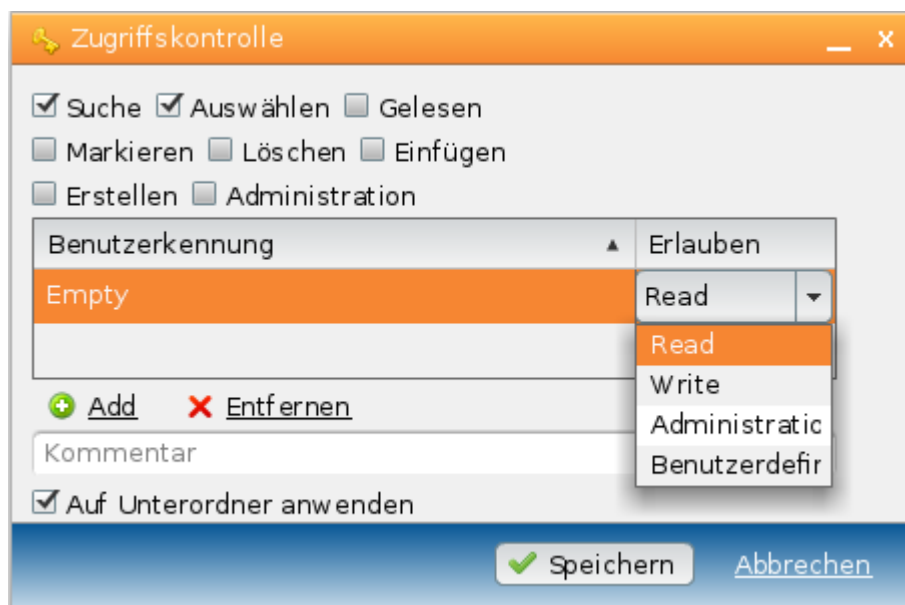 Zugriffskontrolle
Suche Auswählen Gelesen
Markieren Löschen Einfügen
Erstellen Administration
Benutzerkennung Erlauben
Empty Read
Read
Write
Administratic
Benutzerdefir
Add Entfernen
Kommentar
Auf Unterordner anwenden
Speichern Abbrechen